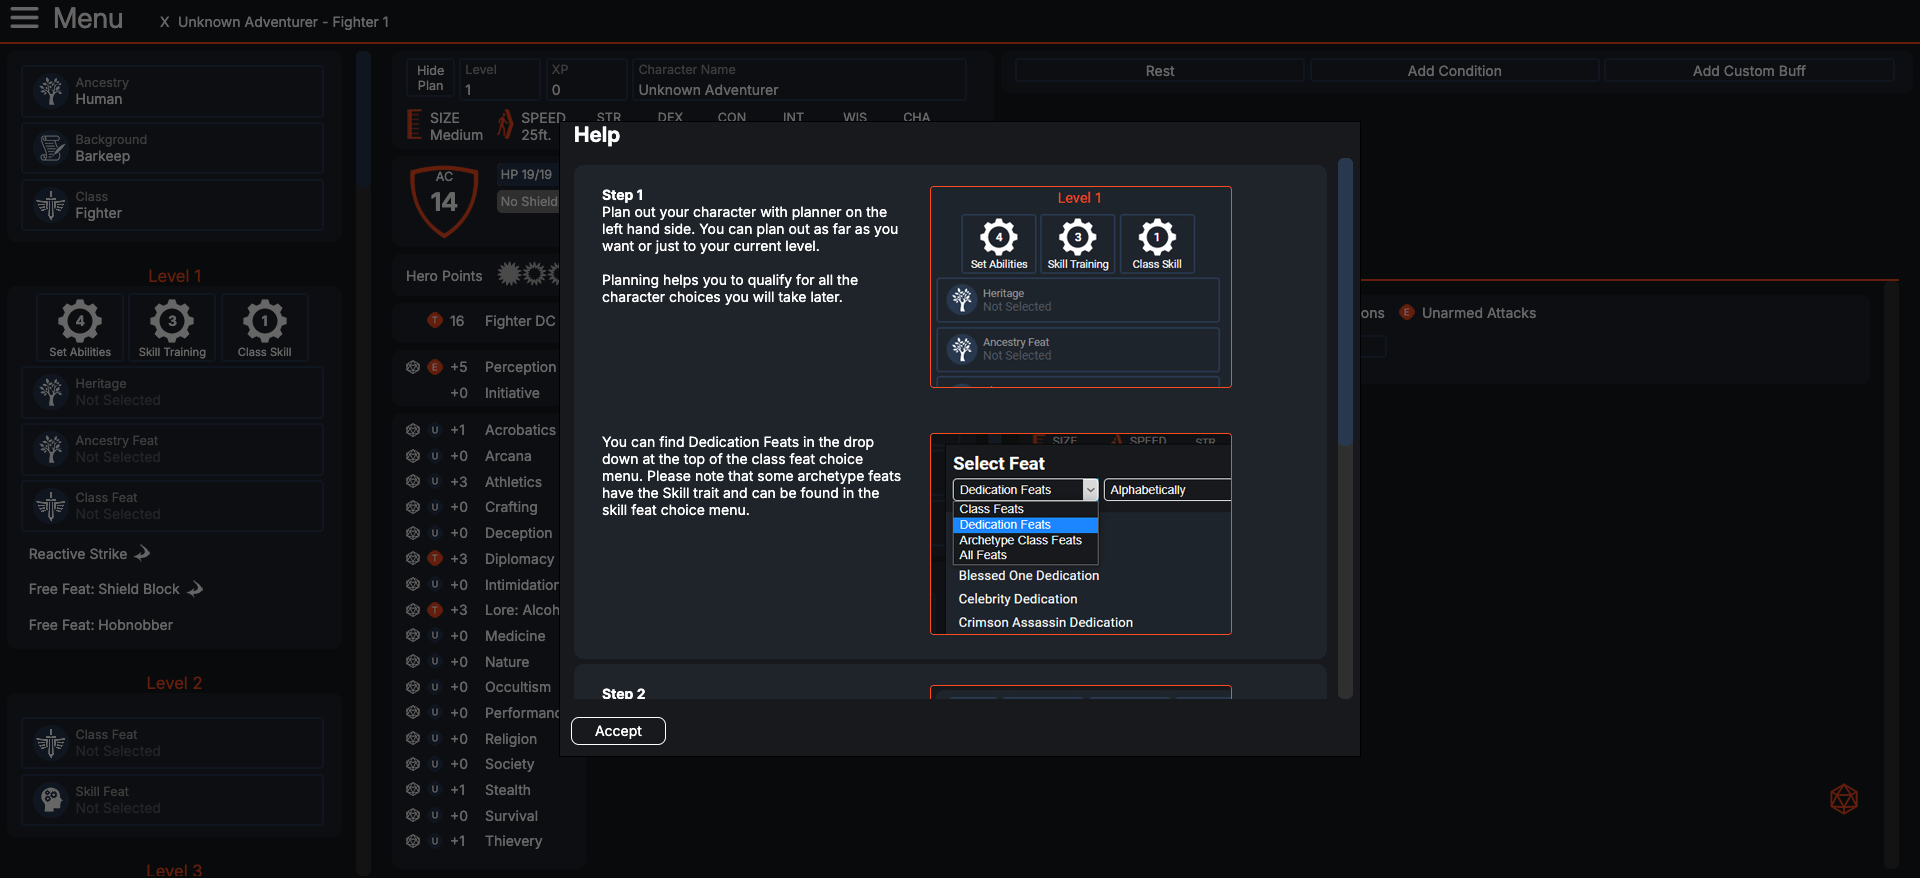 Menu
X Unknown Adventurer - Fighter 1
Ancestry
Human
Background
Barkeep
Class
Fighter
Level 1
4
Set Abilities
3
Skill Training
1
Class Skill
Heritage
Not Selected
Ancestry Feat
Not Selected
Class Feat
Not Selected
Reactive Strike
Free Feat: Shield Block
Free Feat: Hobnobber
Level 2
Class Feat
Not Selected
Skill Feat
Not Selected
Level 3
Hide
Plan
Level
1
XP
0
Character Name
Unknown Adventurer
SIZE
Medium
SPEED
25ft.
STR
DEX
CON
INT
WIS
CHA
AC
14
HP 19/19
No Shield
Hero Points
T 16 Fighter DC
E +5 Perception
+0 Initiative
U +1 Acrobatics
U +0 Arcana
U +3 Athletics
U +0 Crafting
U +0 Deception
T +3 Diplomacy
U +0 Intimidation
T +3 Lore: Alcoh
U +0 Medicine
U +0 Nature
U +0 Occultism
U +0 Performanc
U +0 Religion
U +0 Society
U +1 Stealth
U +0 Survival
U +1 Thievery
Rest
Add Condition
Add Custom Buff
ons
E Unarmed Attacks
Help
Step 1
Plan out your character with planner on the
left hand side. You can plan out as far as you
want or just to your current level.
Planning helps you to qualify for all the
character choices you will take later.
Level 1
4
Set Abilities
3
Skill Training
1
Class Skill
Heritage
Not Selected
Ancestry Feat
Not Selected
You can find Dedication Feats in the drop
down at the top of the class feat choice
menu. Please note that some archetype feats
have the Skill trait and can be found in the
skill feat choice menu.
SIZE
SPEED
STR
Select Feat
Dedication Feats
Alphabetically
Class Feats
Dedication Feats
Archetype Class Feats
All Feats
Blessed One Dedication
Celebrity Dedication
Crimson Assassin Dedication
Step 2
Accept